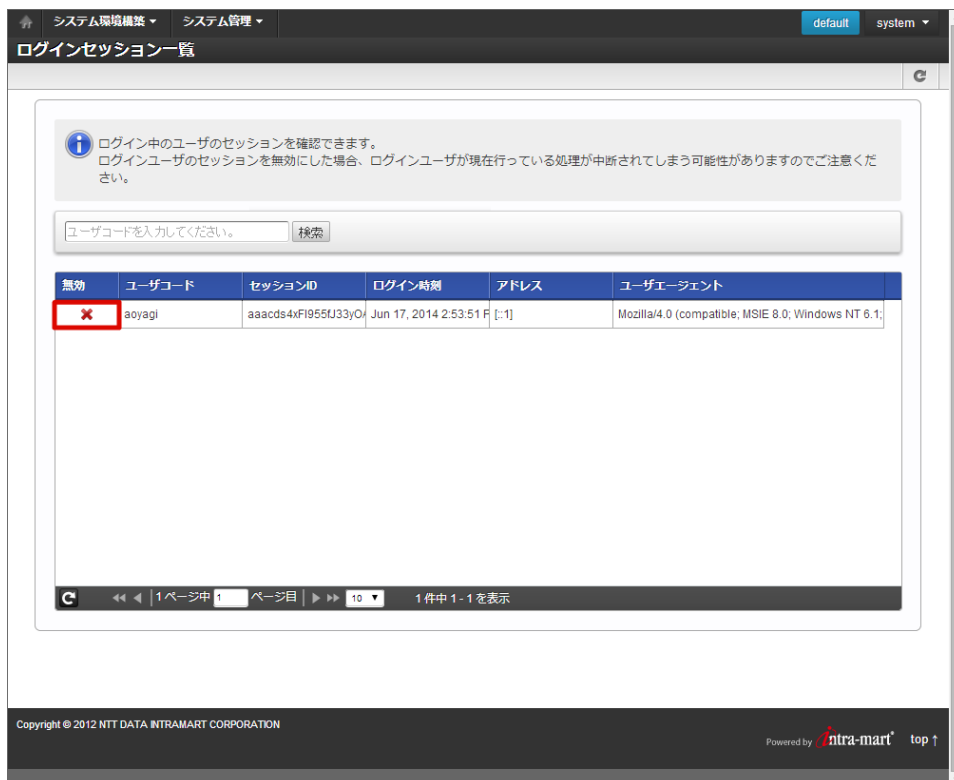 システム環境構築 ▼ システム管理 ▼ default system ▼
ログインセッション一覧
ログイン中のユーザのセッションを確認できます。
ログインユーザのセッションを無効にした場合、ログインユーザが現在行っている処理が中断されてしまう可能性がありますのでご注意くだ
さい。
ユーザコードを入力してください。 検索
無効 ユーザコード セッションID ログイン時刻 アドレス ユーザエージェント
aoyagi aaacds4xFI955fJ33yO Jun 17, 2014 2:53:51 P [::1] Mozilla/4.0 (compatible; MSIE 8.0; Windows NT 6.1;
1 ページ中 1 ページ目 10 ▼ 1 件中 1 - 1 を表示
Copyright © 2012 NTT DATA INTRAMART CORPORATION
Powered by intra-mart® top ↑